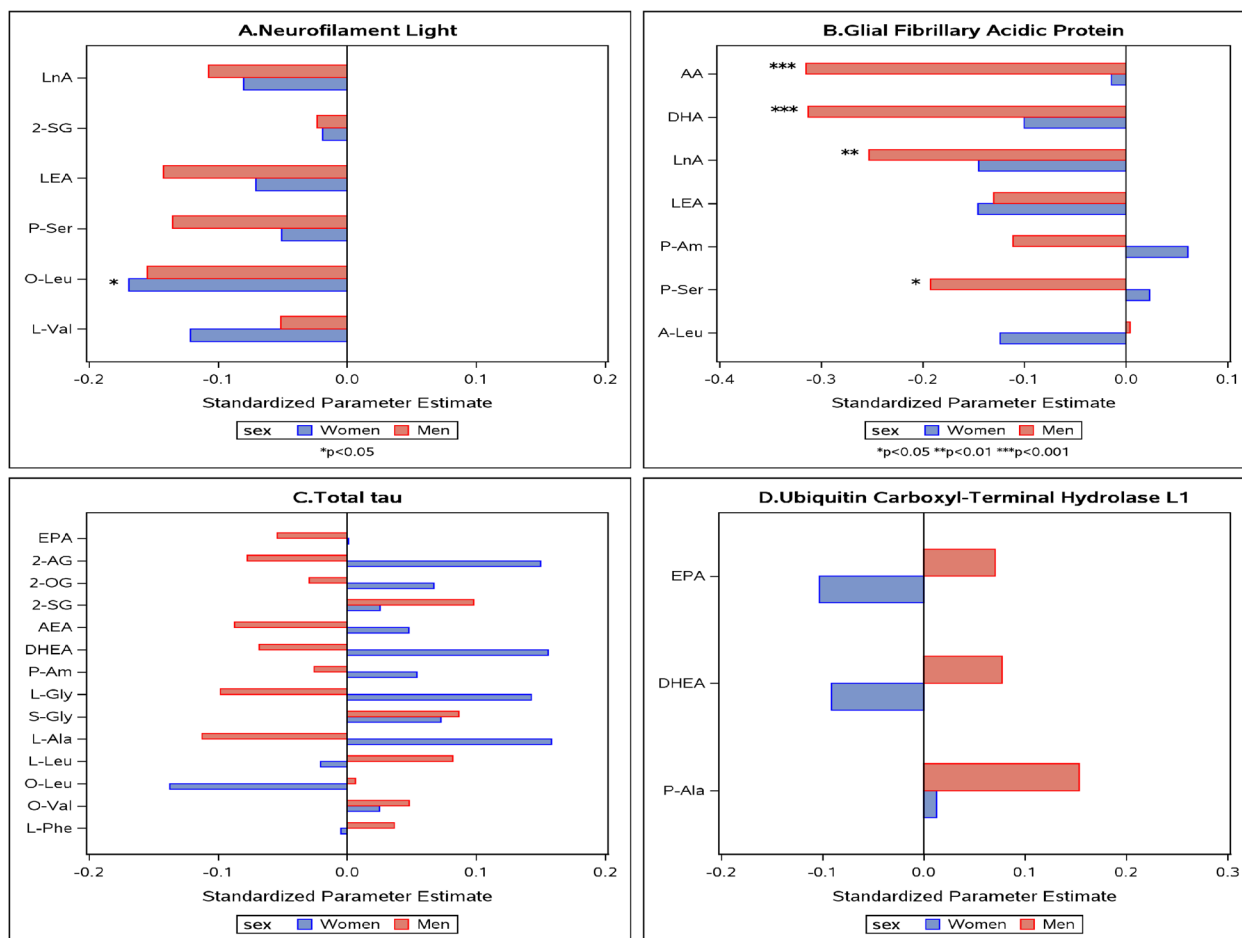 A.Neurofilament Light
LnA
2-SG
LEA
P-Ser
O-Leu
*
L-Val
-0.2 -0.1 0.0 0.1 0.2
Standardized Parameter Estimate
sex Women Men
*p<0.05
B.Glial Fibrillary Acidic Protein
AA
***
DHA
***
LnA
**
LEA
P-Am
P-Ser
*
A-Leu
-0.4 -0.3 -0.2 -0.1 0.0 0.1
Standardized Parameter Estimate
sex Women Men
*p<0.05 **p<0.01 ***p<0.001
C.Total tau
EPA
2-AG
2-OG
2-SG
AEA
DHEA
P-Am
L-Gly
S-Gly
L-Ala
L-Leu
O-Leu
O-Val
L-Phe
-0.2 -0.1 0.0 0.1 0.2
Standardized Parameter Estimate
sex Women Men
D.Ubiquitin Carboxyl-Terminal Hydrolase L1
EPA
DHEA
P-Ala
-0.2 -0.1 0.0 0.1 0.2 0.3
Standardized Parameter Estimate
sex Women Men